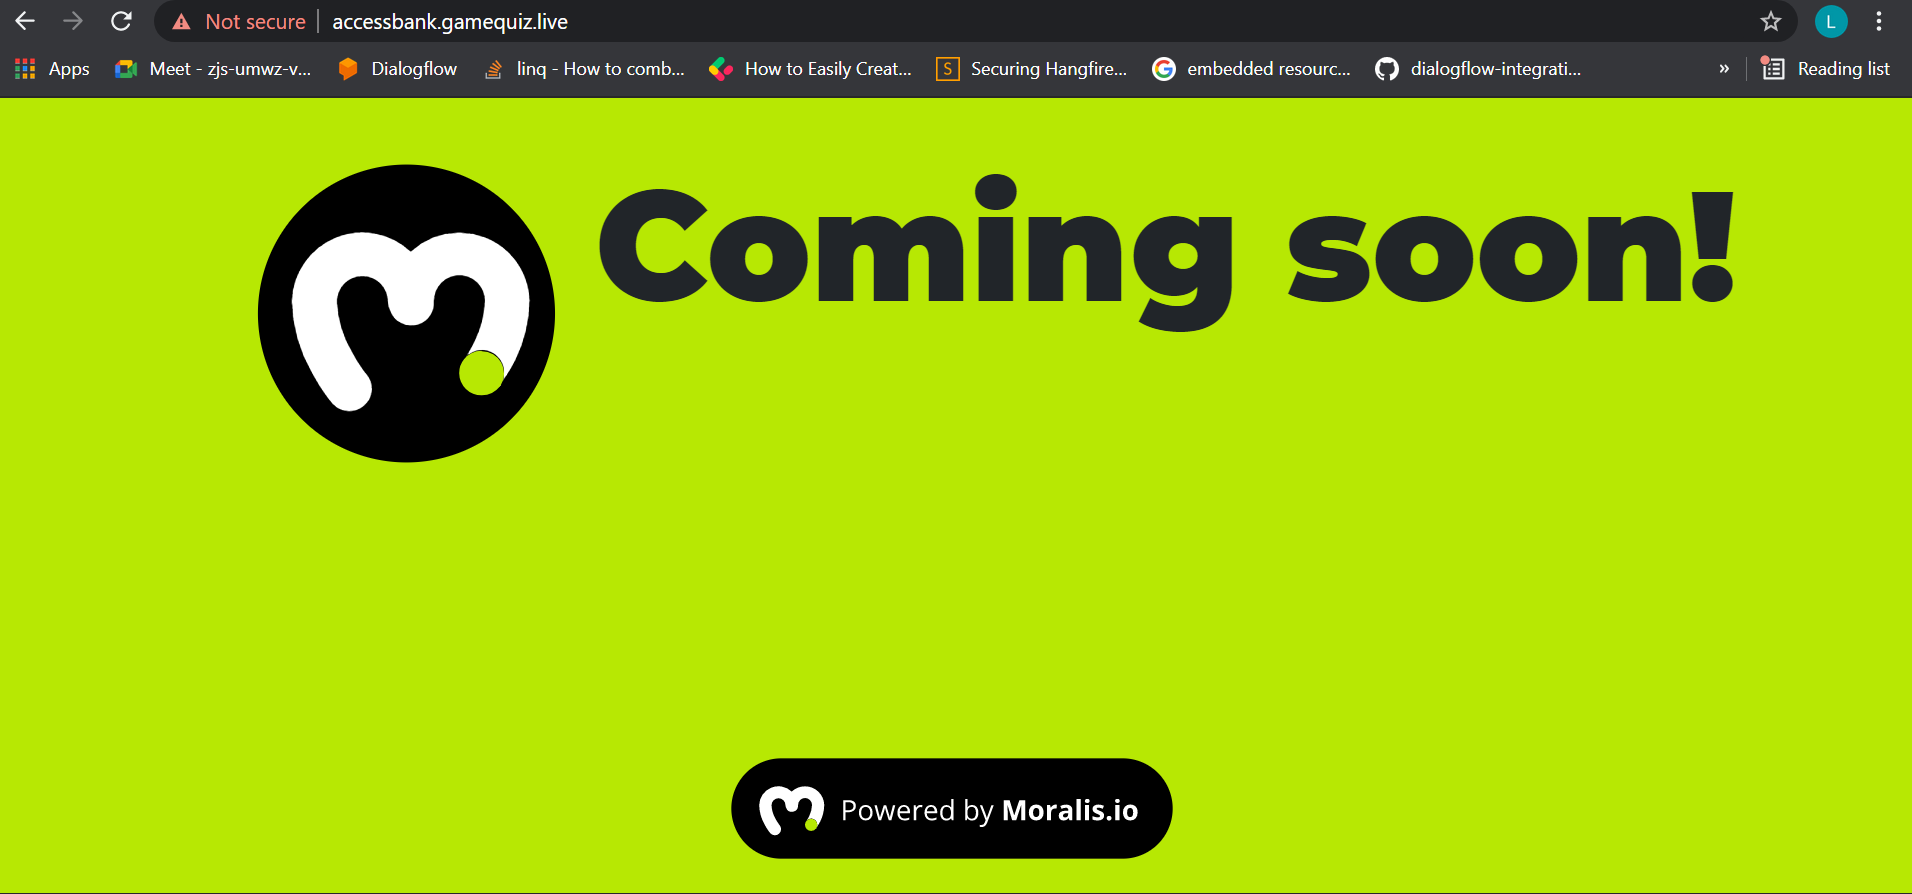 Not secure accessbank.gamequiz.live L
Apps Meet - zjs-umwz-v... Dialogflow linq - How to comb... How to Easily Creat... S Securing Hangfire... embedded resourc... dialogflow-integrati... » Reading list
Coming soon!
Powered by Moralis.io